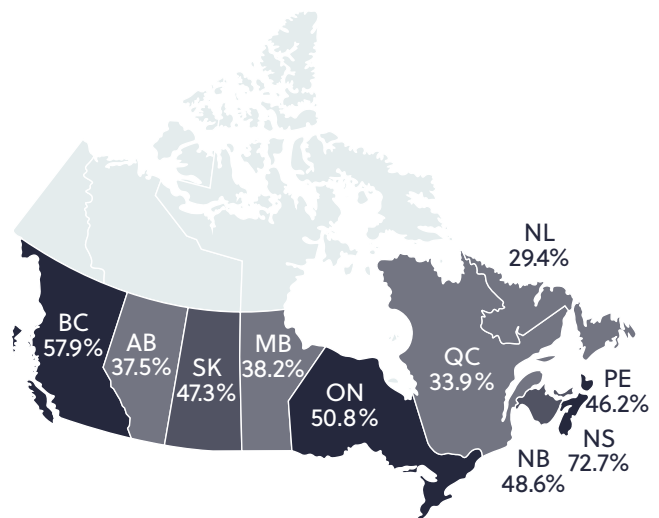 NL
29.4%
BC
57.9%
AB
37.5%
SK
47.3%
MB
38.2%
ON
50.8%
QC
33.9%
PE
46.2%
NS
72.7%
NB
48.6%